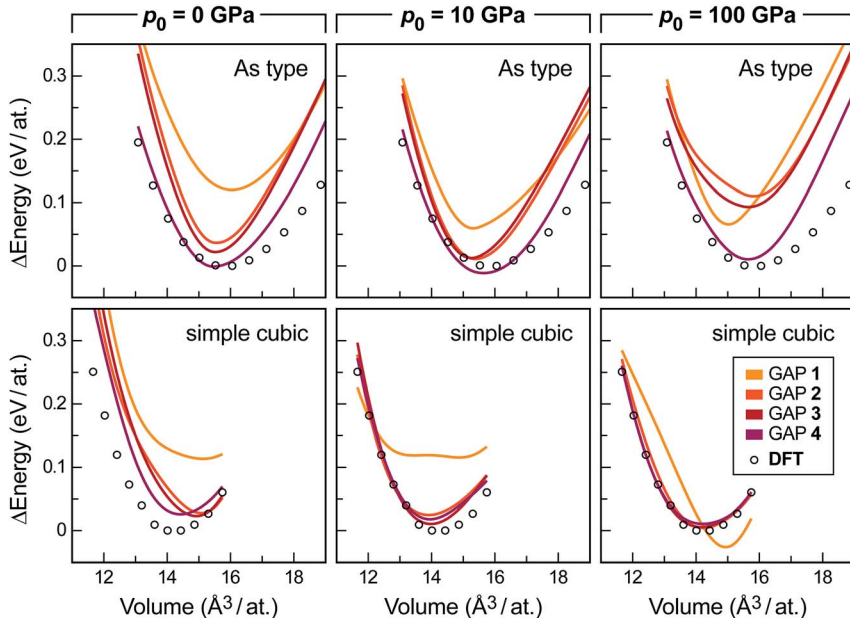 p₀ = 0 GPa
p₀ = 10 GPa
p₀ = 100 GPa
ΔEnergy (eV / at.)
0.3
0.2
0.1
0
As type
As type
As type
ΔEnergy (eV / at.)
0.3
0.2
0.1
0
simple cubic
simple cubic
simple cubic
GAP 1
GAP 2
GAP 3
GAP 4
DFT
12 14 16 18
12 14 16 18
12 14 16 18
Volume (Å³ / at.)
Volume (Å³ / at.)
Volume (Å³ / at.)